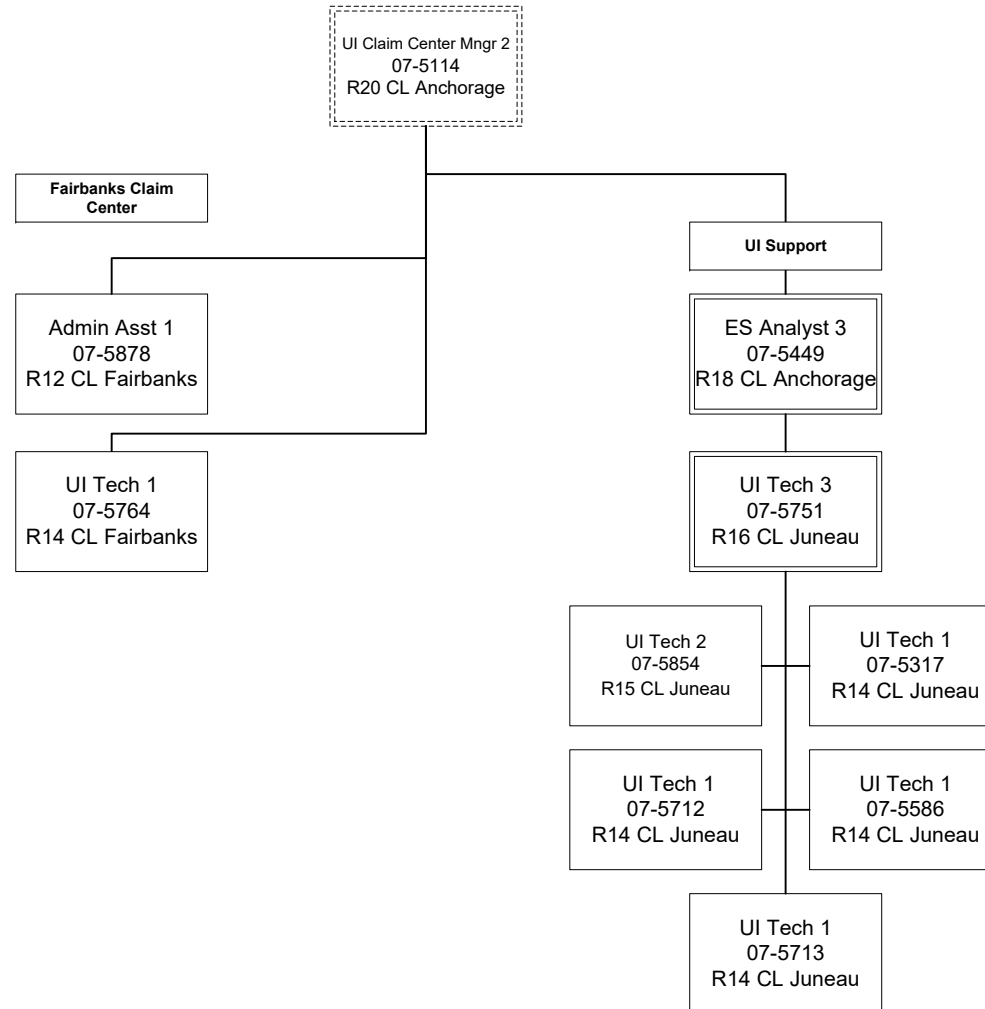 UI Claim Center Mngr 2
07-5114
R20 CL Anchorage
Fairbanks Claim
Center
UI Support
Admin Asst 1
07-5878
R12 CL Fairbanks
ES Analyst 3
07-5449
R18 CL Anchorage
UI Tech 1
07-5764
R14 CL Fairbanks
UI Tech 3
07-5751
R16 CL Juneau
UI Tech 2
07-5854
R15 CL Juneau
UI Tech 1
07-5317
R14 CL Juneau
UI Tech 1
07-5712
R14 CL Juneau
UI Tech 1
07-5586
R14 CL Juneau
UI Tech 1
07-5713
R14 CL Juneau